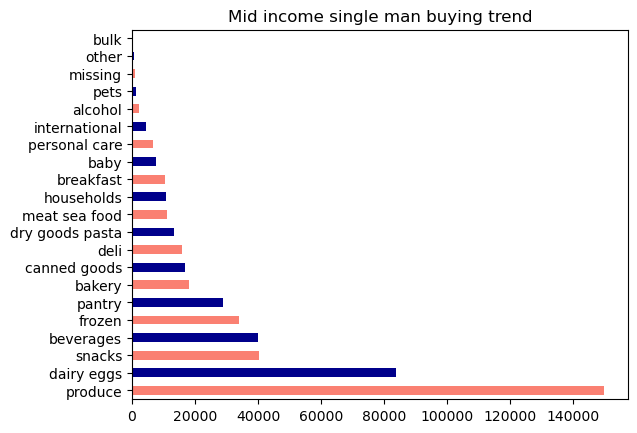 Mid income single man buying trend
bulk
other
missing
pets
alcohol
international
personal care
baby
breakfast
households
meat sea food
dry goods pasta
deli
canned goods
bakery
pantry
frozen
beverages
snacks
dairy eggs
produce
0 20000 40000 60000 80000 100000 120000 140000